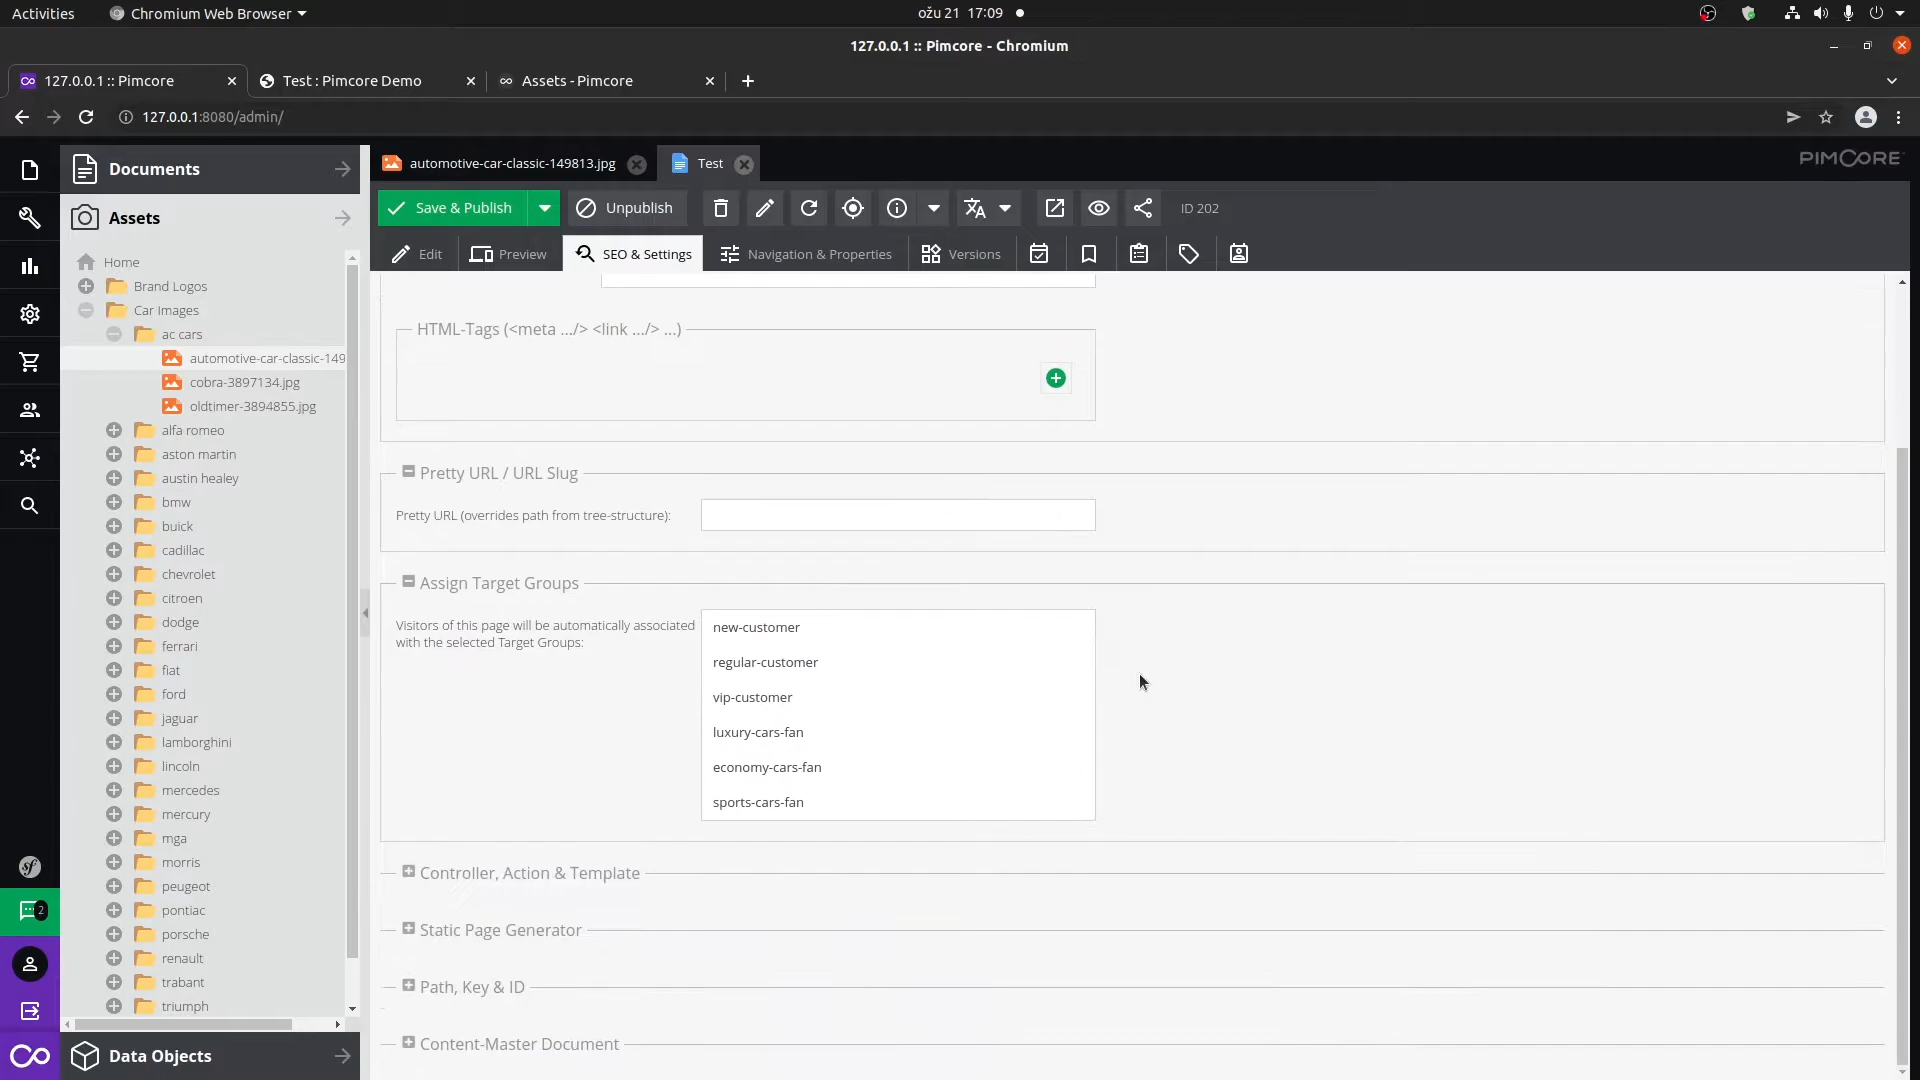 Activities
Chromium Web Browser
ožu 21 17:09
127.0.0.1 :: Pimcore - Chromium
127.0.0.1 :: Pimcore
Test : Pimcore Demo
Assets - Pimcore
127.0.0.1:8080/admin/
Documents
automotive-car-classic-149813.jpg
Test
PIMCORE
Save & Publish
Unpublish
ID 202
Edit
Preview
SEO & Settings
Navigation & Properties
Versions
Assets
Home
Brand Logos
Car Images
ac cars
automotive-car-classic-149
cobra-3897134.jpg
oldtimer-3894855.jpg
alfa romeo
aston martin
austin healey
bmw
buick
cadillac
chevrolet
citroen
dodge
ferrari
fiat
ford
jaguar
lamborghini
lincoln
mercedes
mercury
mga
morris
peugeot
pontiac
porsche
renault
trabant
triumph
Data Objects
sf
2
HTML-Tags (<meta .../> <link .../> ...)
Pretty URL / URL Slug
Pretty URL (overrides path from tree-structure):
Assign Target Groups
Visitors of this page will be automatically associated
with the selected Target Groups:
new-customer
regular-customer
vip-customer
luxury-cars-fan
economy-cars-fan
sports-cars-fan
Controller, Action & Template
Static Page Generator
Path, Key & ID
Content-Master Document